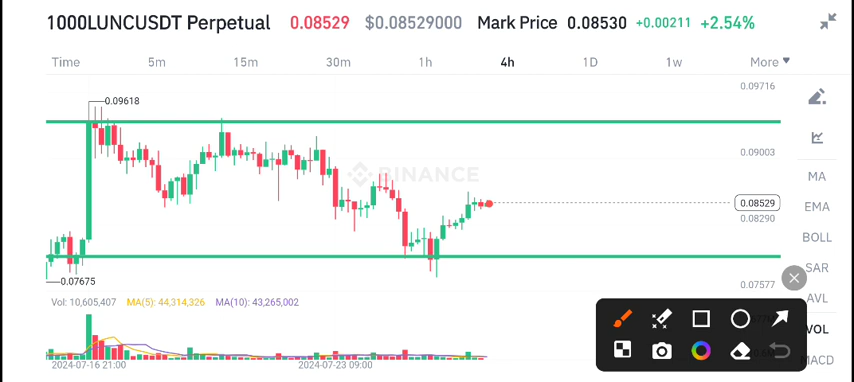 1000LUNCUSDT Perpetual 0.08529 $0.08529000 Mark Price 0.08530 +0.00211 +2.54%
Time 5m 15m 30m 1h 4h 1D 1w More
0.09716
0.09618
0.09003
BINANCE
MA
0.08529
EMA
0.08290
BOLL
SAR
0.07675
0.07577
AVL
Vol: 10,605,407 MA(5): 44,314,326 MA(10): 43,265,002
VOL
MACD
2024-07-16 21:00 2024-07-23 09:00